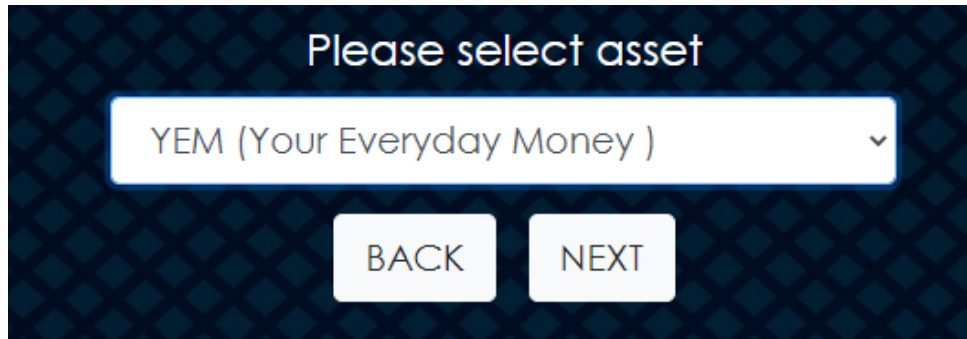 Please select asset
YEM (Your Everyday Money )
BACK NEXT